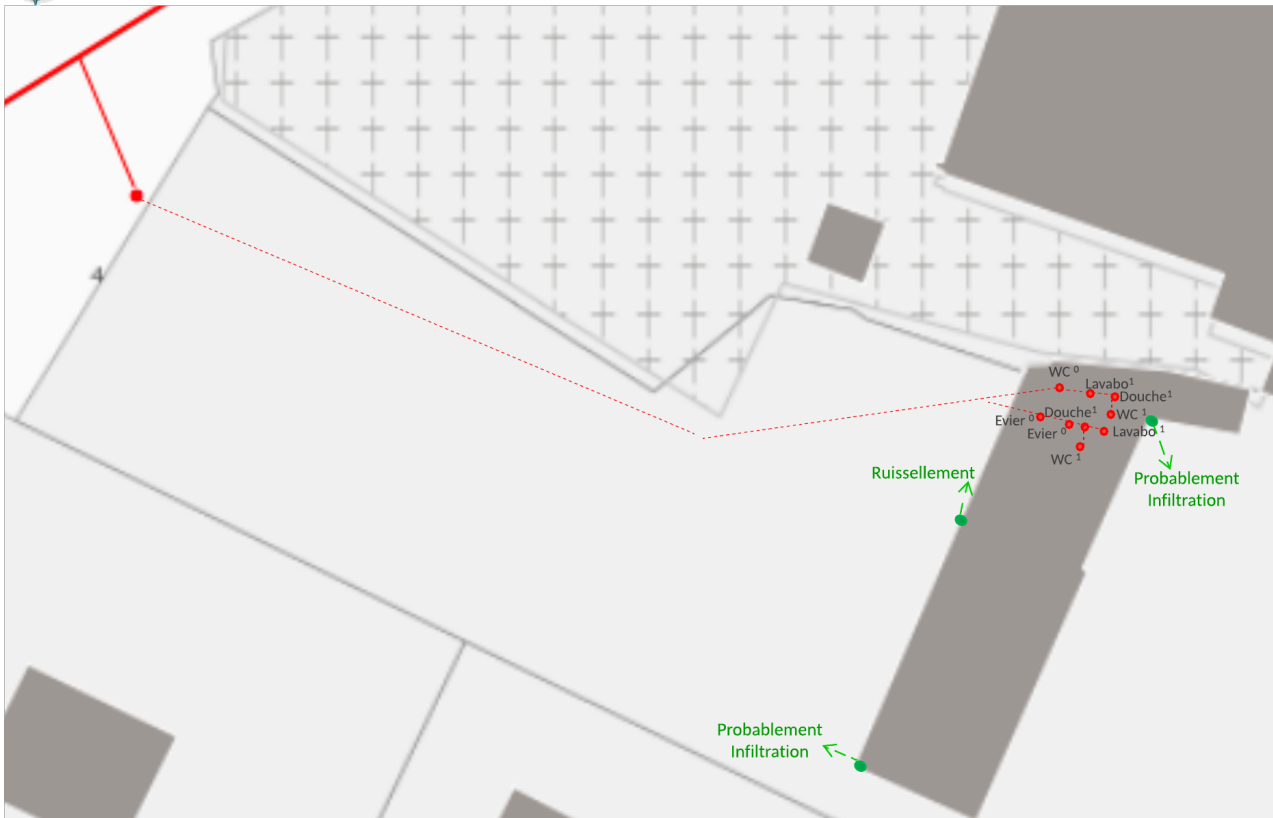 4
WC ⁰
Lavabo¹
Douche¹
Evier ⁰
Douche¹
WC ¹
Evier ⁰
Lavabo ¹
WC ¹
Ruissellement
Probablement
Infiltration
Probablement
Infiltration